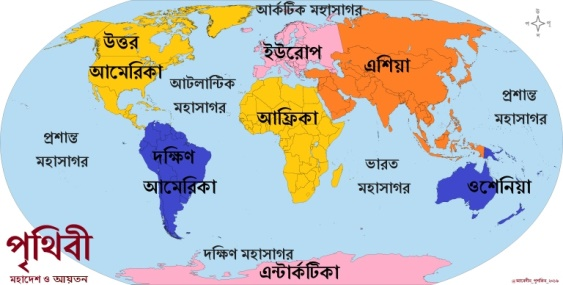 আর্কটিক মহাসাগর
উত্তর
আমেরিকা
ইউরোপ
এশিয়া
আটলান্টিক
মহাসাগর
আফ্রিকা
প্রশান্ত
মহাসাগর
প্রশান্ত
মহাসাগর
দক্ষিণ
আমেরিকা
ভারত
মহাসাগর
ওশেনিয়া
পৃথিবী
মহাদেশ ও আয়তন
দক্ষিণ মহাসাগর
এন্টার্কটিকা